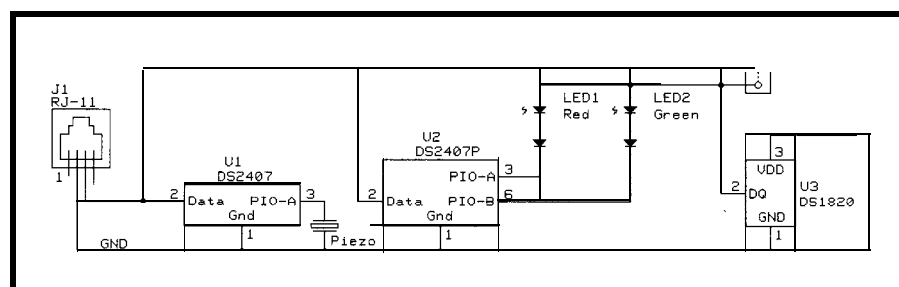 J1
RJ-11
1
GND
U1
DS2407
2
Data
PIO-A
3
Gnd
1
Piezo
U2
DS2407P
2
Data
PIO-A
3
PIO-B
6
Gnd
1
LED1
Red
LED2
Green
3
VDD
2
DQ
GND
1
U3
DS1820